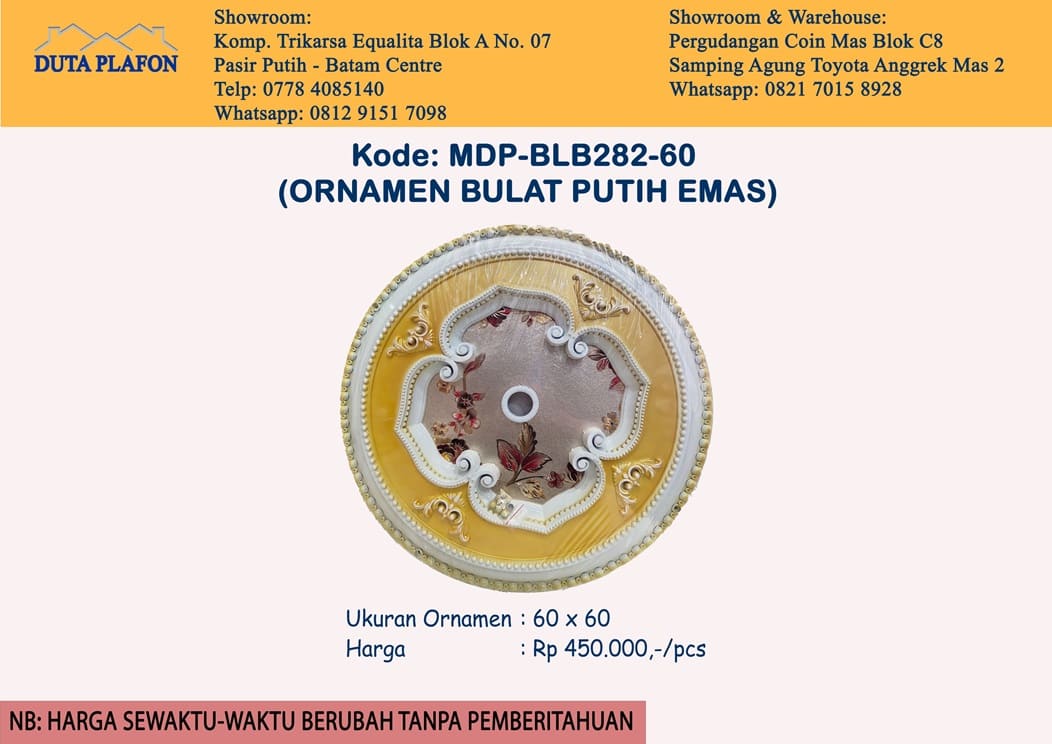 DUTA PLAFON
Showroom:
Komp. Trikarsa Equalita Blok A No. 07
Pasir Putih - Batam Centre
Telp: 0778 4085140
Whatsapp: 0812 9151 7098
Showroom & Warehouse:
Pergudangan Coin Mas Blok C8
Samping Agung Toyota Anggrek Mas 2
Whatsapp: 0821 7015 8928
Kode: MDP-BLB282-60
(ORNAMEN BULAT PUTIH EMAS)
Ukuran Ornamen : 60 x 60
Harga : Rp 450.000,-/pcs
NB: HARGA SEWAKTU-WAKTU BERUBAH TANPA PEMBERITAHUAN